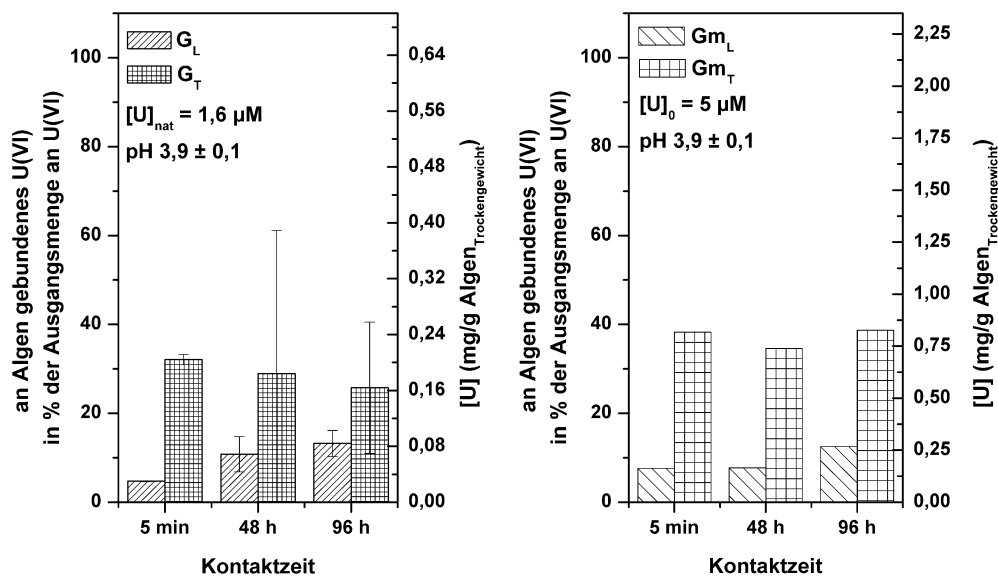 an Algen gebundenes U(VI)
in % der Ausgangsmenge an U(VI)
100
80
60
40
20
0
G_L
G_T
[U]_nat = 1,6 µM
pH 3,9 ± 0,1
0,64
0,56
0,48
0,40
0,32
0,24
0,16
0,08
0,00
[U] (mg/g Algen_Trockengewicht)
5 min 48 h 96 h
Kontaktzeit
an Algen gebundenes U(VI)
in % der Ausgangsmenge an U(VI)
100
80
60
40
20
0
Gm_L
Gm_T
[U]_0 = 5 µM
pH 3,9 ± 0,1
2,25
2,00
1,75
1,50
1,25
1,00
0,75
0,50
0,25
0,00
[U] (mg/g Algen_Trockengewicht)
5 min 48 h 96 h
Kontaktzeit